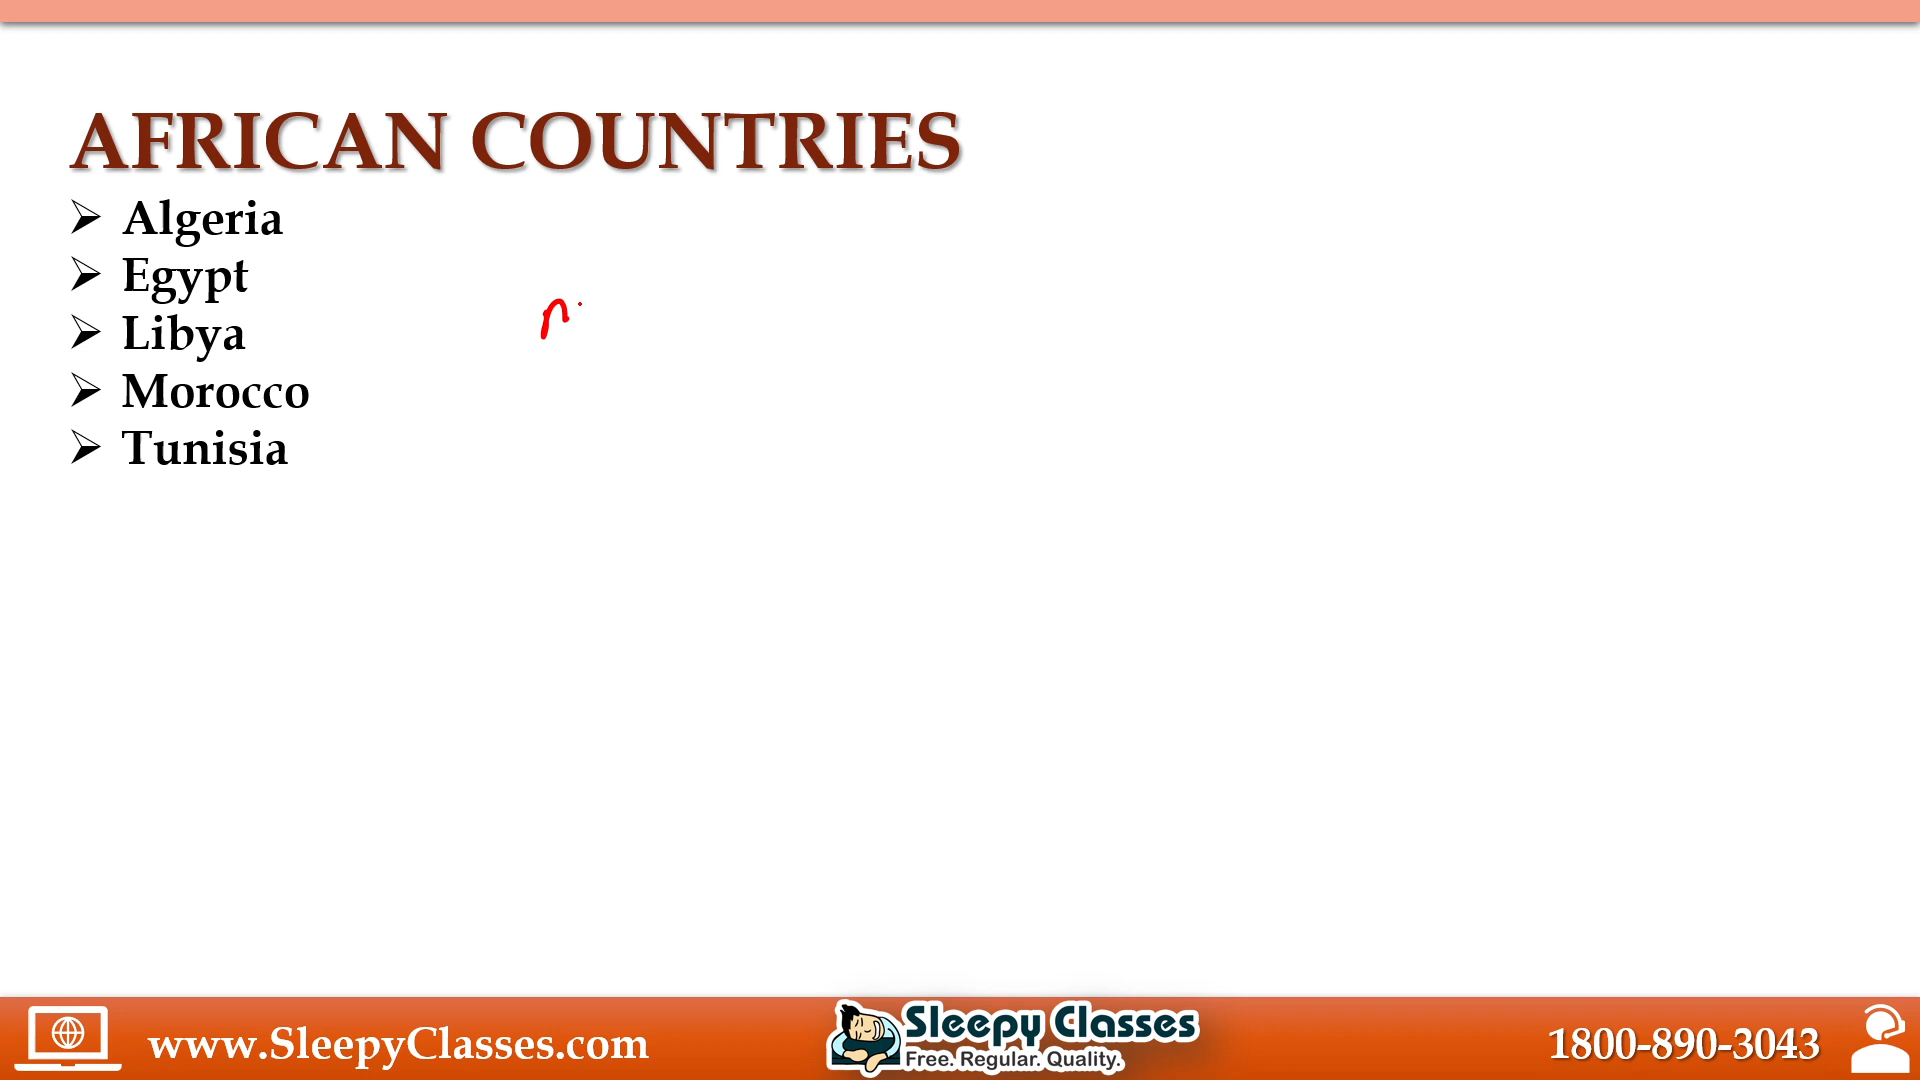 AFRICAN COUNTRIES
Algeria
Egypt
Libya
Morocco
Tunisia
www.SleepyClasses.com
Sleepy Classes
Free. Regular. Quality.
1800-890-3043